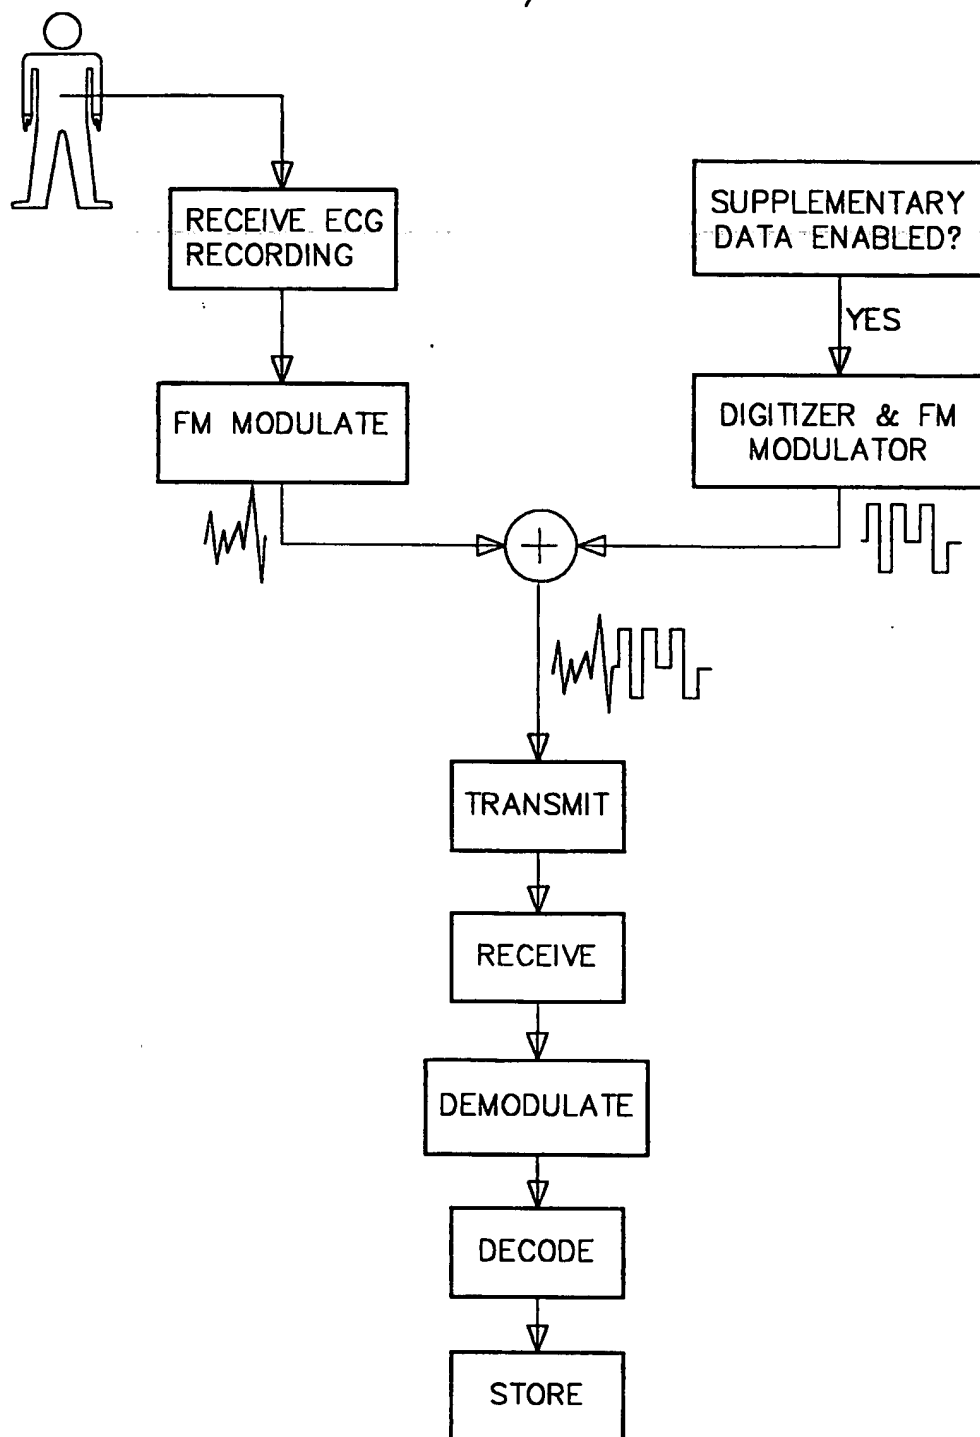 RECEIVE ECG
RECORDING
SUPPLEMENTARY
DATA ENABLED?
YES
FM MODULATE
DIGITIZER & FM
MODULATOR
+
TRANSMIT
RECEIVE
DEMODULATE
DECODE
STORE